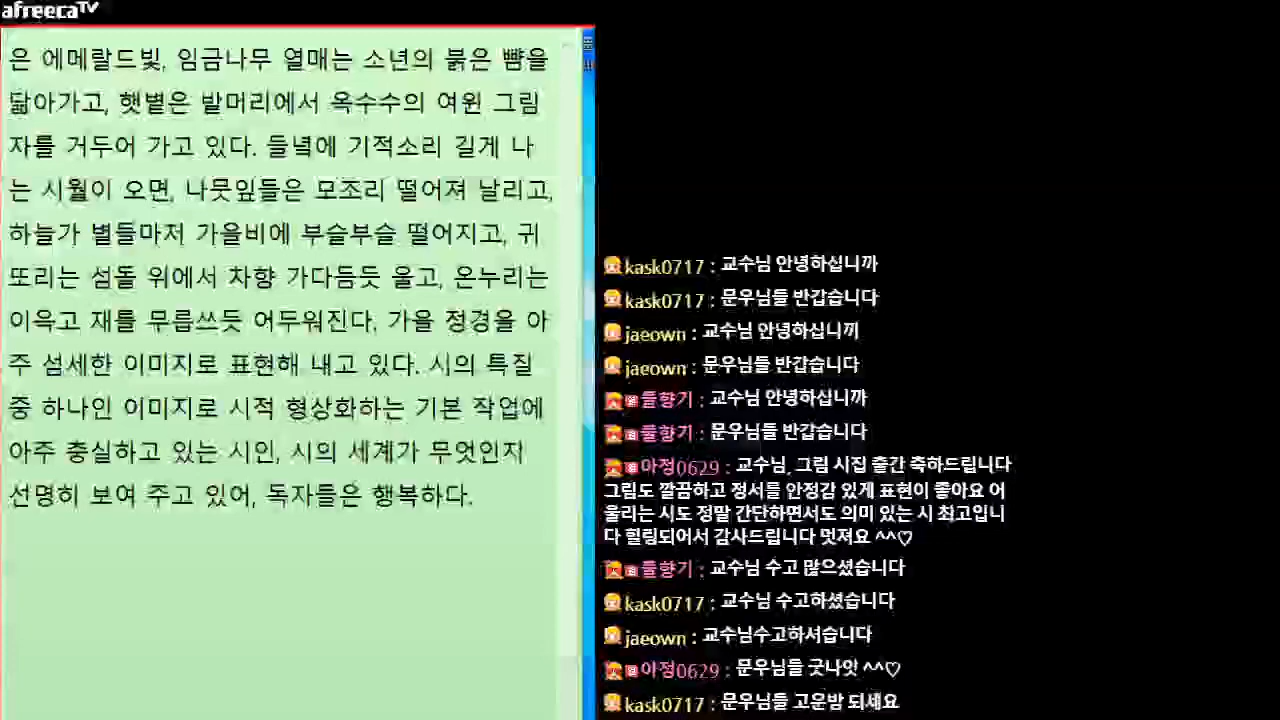 afreecaTV
은 에메랄드빛, 임금나무 열매는 소년의 붉은 뺨을
닮아가고, 햇볕은 밭머리에서 옥수수의 여윈 그림
자를 거두어 가고 있다. 들녘에 기적소리 길게 나
는 시월이 오면, 나뭇잎들은 모조리 떨어져 날리고,
하늘가 별들마저 가을비에 부슬부슬 떨어지고, 귀
또리는 섬돌 위에서 차향 가다듬듯 울고, 온누리는
이윽고 재를 무릅쓰듯 어두워진다. 가을 정경을 아
주 섬세한 이미지로 표현해 내고 있다. 시의 특질
중 하나인 이미지로 시적 형상화하는 기본 작업에
아주 충실하고 있는 시인, 시의 세계가 무엇인지
선명히 보여 주고 있어, 독자들은 행복하다.
kask0717 : 교수님 안녕하십니까
kask0717 : 문우님들 반갑습니다
jaeown : 교수님 안녕하십니끼
jaeown : 문우님들 반갑습니다
들향기 : 교수님 안녕하십니까
들향기 : 문우님들 반갑습니다
아정0629 : 교수님, 그림 시집 출간 축하드립니다
그림도 깔끔하고 정서를 안정감 있게 표현이 좋아요 어
울리는 시도 정말 간단하면서도 의미 있는 시 최고입니
다 힐링되어서 감사드립니다 멋져요 ^^♡
들향기 : 교수님 수고 많으셨습니다
kask0717 : 교수님 수고하셨습니다
jaeown : 교수님수고하서습니다
아정0629 : 문우님들 굿나잇 ^^♡
kask0717 : 문우님들 고운밤 되세요